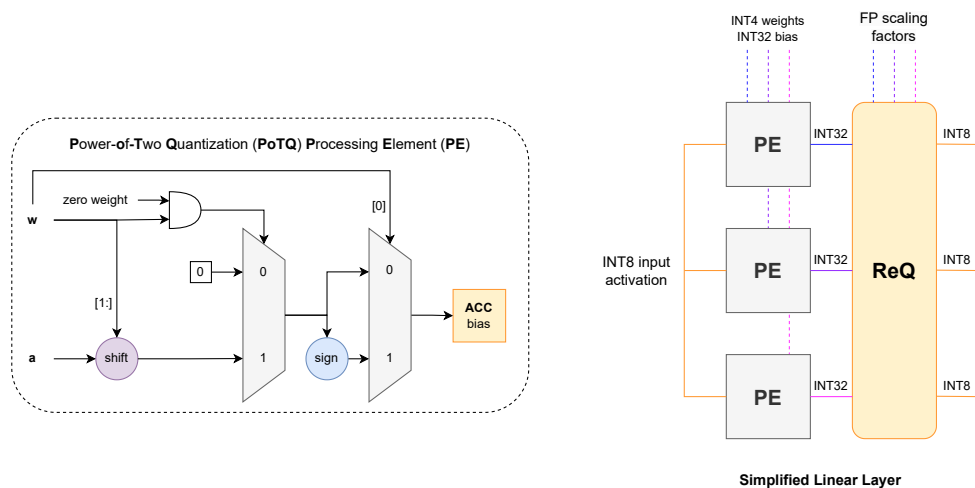 Power-of-Two Quantization (PoTQ) Processing Element (PE)
zero weight
w
[0]
0
0
0
[1:]
ACC
bias
a
shift
1
sign
1
INT4 weights
INT32 bias
FP scaling
factors
PE
INT32
INT8
INT8 input
activation
PE
INT32
ReQ
INT8
PE
INT32
INT8
Simplified Linear Layer